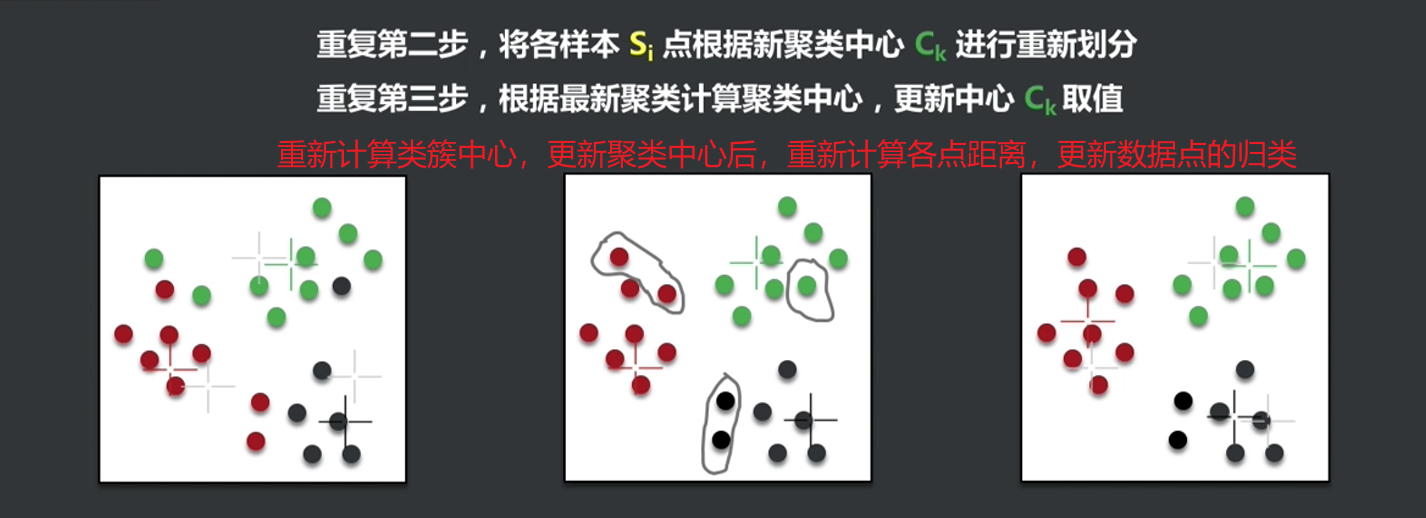 重复第二步，将各样本 Si 点根据新聚类中心 Ck 进行重新划分
重复第三步，根据最新聚类计算聚类中心，更新中心 Ck 取值
重新计算类簇中心，更新聚类中心后，重新计算各点距离，更新数据点的归类